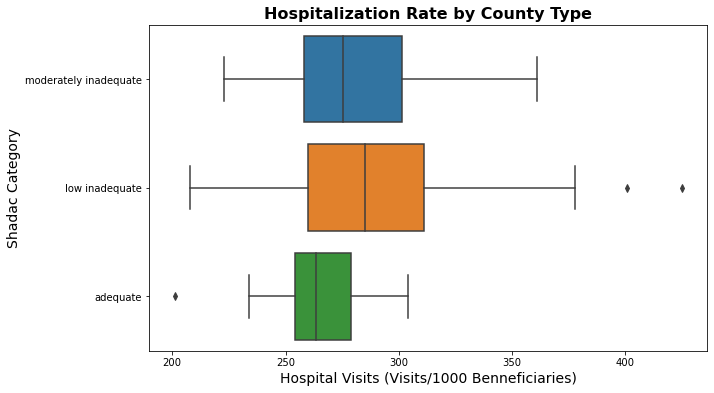 Hospitalization Rate by County Type
Shadac Category
moderately inadequate
low inadequate
adequate
200 250 300 350 400
Hospital Visits (Visits/1000 Benneficiaries)